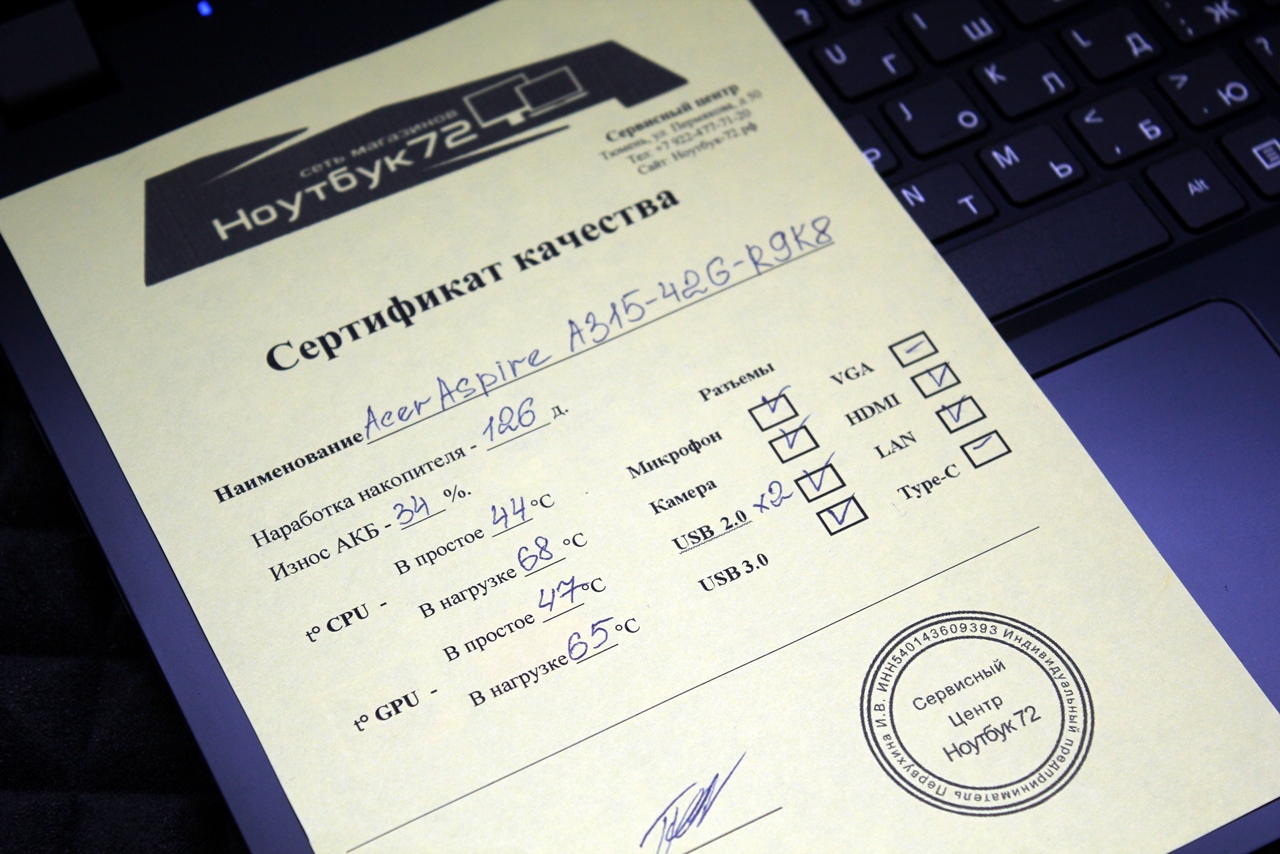 сеть магазинов
Ноутбук72
Сервисный центр
Тюмень, ул. Пермякова, д.50
Тел: +7 922-477-71-20
Сайт: Ноутбук-72.рф
Сертификат качества
Наименование Acer Aspire A315-42G-R9K8
Наработка накопителя - 126 д.
Износ АКБ - 34 %.
t° CPU - В простое 44 °C
В нагрузке 68 °C
t° GPU - В простое 47 °C
В нагрузке 65 °C
Разъемы
Микрофон
Камера
USB 2.0 x2
USB 3.0
VGA
HDMI
LAN
Type-C
Индивидуальный предприниматель Первухина И.В. ИНН540143609393
Сервисный
Центр
Ноутбук 72
? 
U Г
I Ш
L Д
: ; Ж
J О
K Л
< , Б
> . Ю
N Т
M Ь
Alt